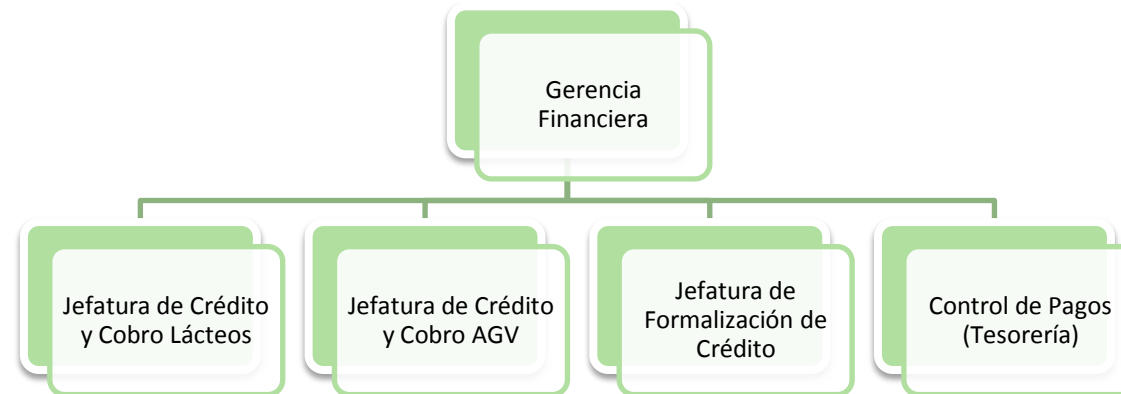 Gerencia
Financiera
Jefatura de Crédito
y Cobro Lácteos
Jefatura de Crédito
y Cobro AGV
Jefatura de
Formalización de
Crédito
Control de Pagos
(Tesorería)